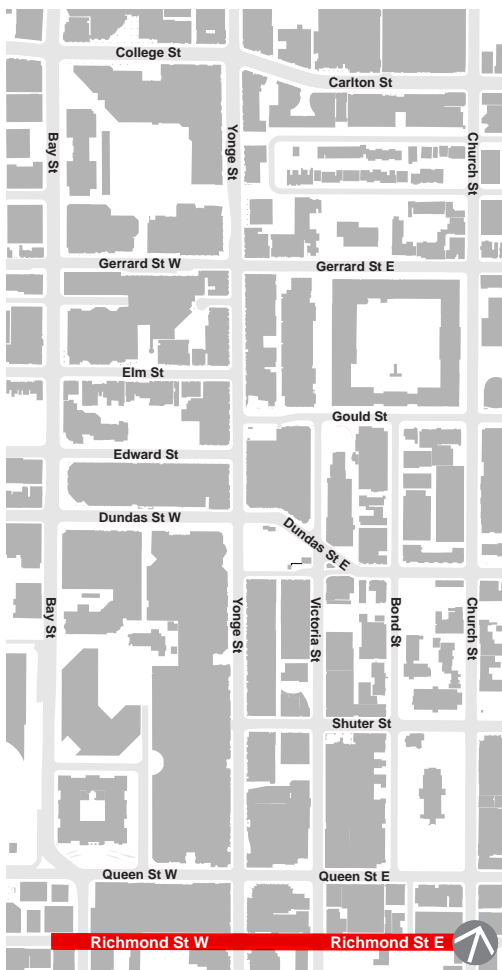 College St
Carlton St
Bay St
Yonge St
Church St
Gerrard St W
Gerrard St E
Elm St
Gould St
Edward St
Dundas St W
Dundas St E
Bay St
Yonge St
Victoria St
Bond St
Church St
Shuter St
Queen St W
Queen St E
Richmond St W
Richmond St E